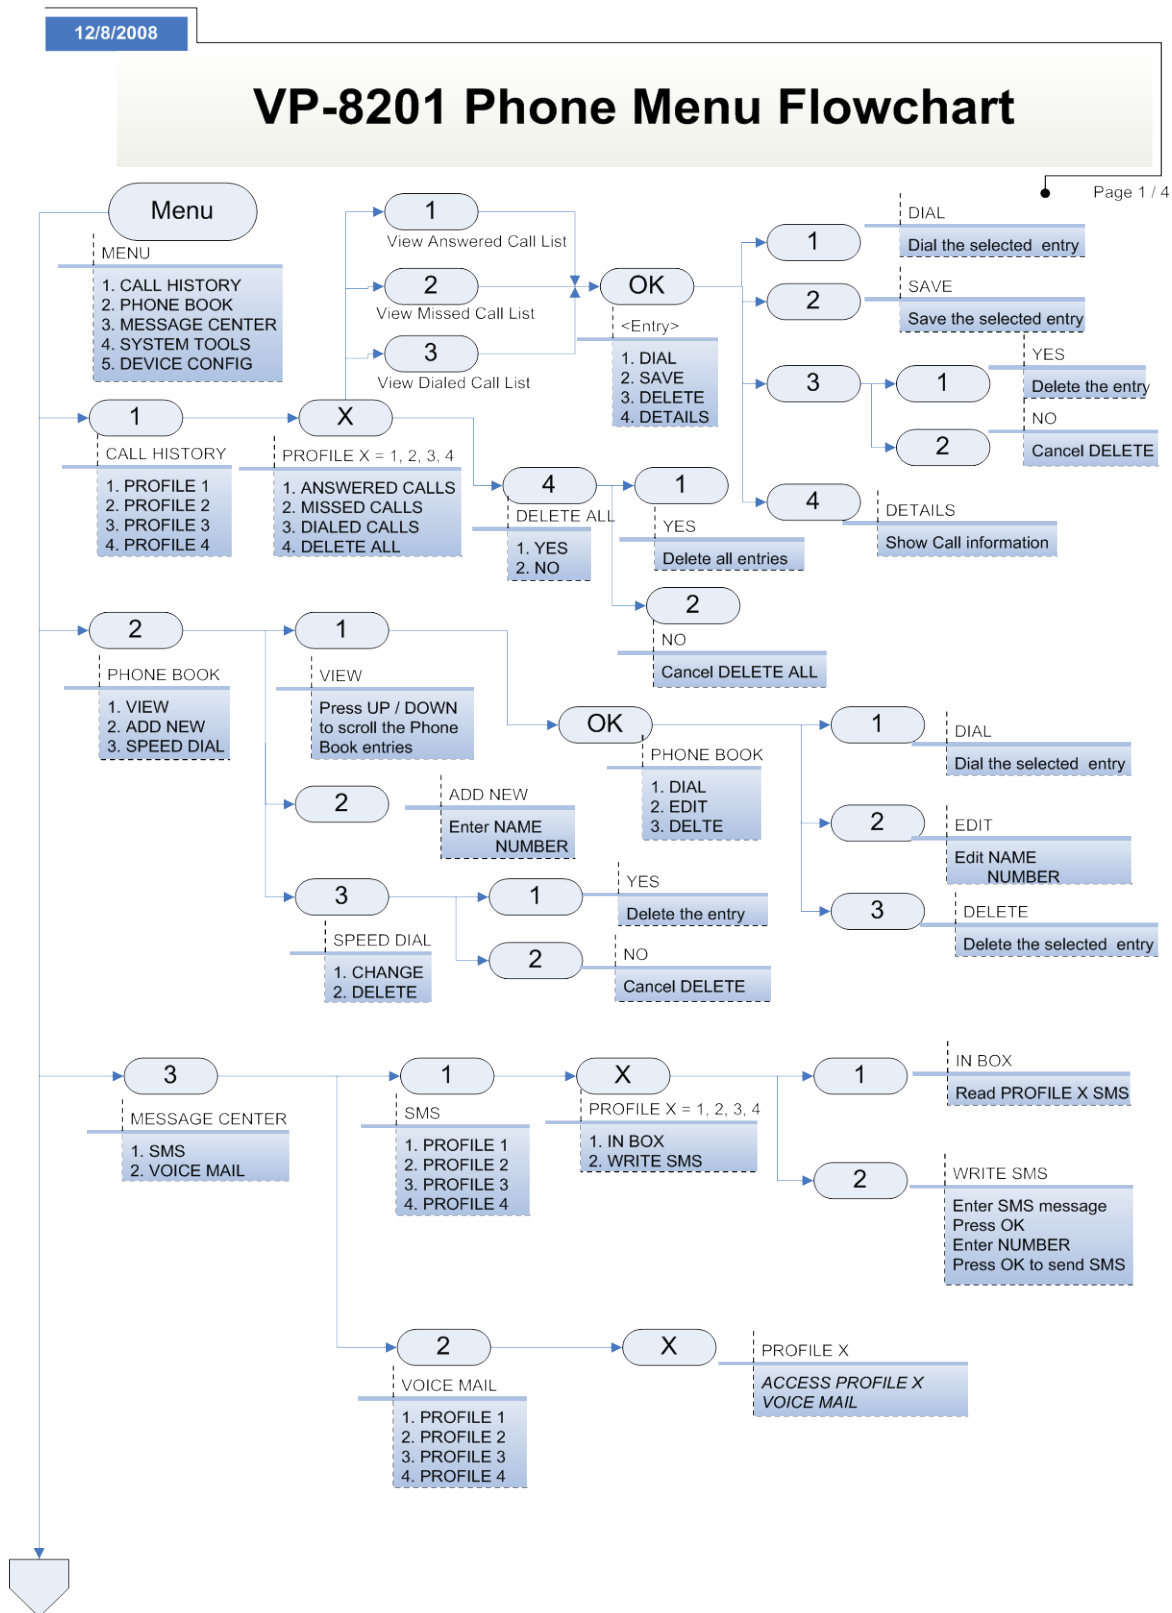 12/8/2008
VP-8201 Phone Menu Flowchart
Page 1 / 4
Menu
MENU
1. CALL HISTORY
2. PHONE BOOK
3. MESSAGE CENTER
4. SYSTEM TOOLS
5. DEVICE CONFIG
1
View Answered Call List
2
View Missed Call List
3
View Dialed Call List
OK
<Entry>
1. DIAL
2. SAVE
3. DELETE
4. DETAILS
1
DIAL
Dial the selected entry
2
SAVE
Save the selected entry
3
1
YES
Delete the entry
2
NO
Cancel DELETE
4
DETAILS
Show Call information
1
CALL HISTORY
1. PROFILE 1
2. PROFILE 2
3. PROFILE 3
4. PROFILE 4
X
PROFILE X = 1, 2, 3, 4
1. ANSWERED CALLS
2. MISSED CALLS
3. DIALED CALLS
4. DELETE ALL
4
DELETE ALL
1. YES
2. NO
1
YES
Delete all entries
2
NO
Cancel DELETE ALL
2
PHONE BOOK
1. VIEW
2. ADD NEW
3. SPEED DIAL
1
VIEW
Press UP / DOWN
to scroll the Phone
Book entries
OK
PHONE BOOK
1. DIAL
2. EDIT
3. DELTE
1
DIAL
Dial the selected entry
2
EDIT
Edit NAME
NUMBER
3
DELETE
Delete the selected entry
2
ADD NEW
Enter NAME
NUMBER
3
SPEED DIAL
1. CHANGE
2. DELETE
1
YES
Delete the entry
2
NO
Cancel DELETE
3
MESSAGE CENTER
1. SMS
2. VOICE MAIL
1
SMS
1. PROFILE 1
2. PROFILE 2
3. PROFILE 3
4. PROFILE 4
X
PROFILE X = 1, 2, 3, 4
1. IN BOX
2. WRITE SMS
1
IN BOX
Read PROFILE X SMS
2
WRITE SMS
Enter SMS message
Press OK
Enter NUMBER
Press OK to send SMS
2
VOICE MAIL
1. PROFILE 1
2. PROFILE 2
3. PROFILE 3
4. PROFILE 4
X
PROFILE X
ACCESS PROFILE X
VOICE MAIL